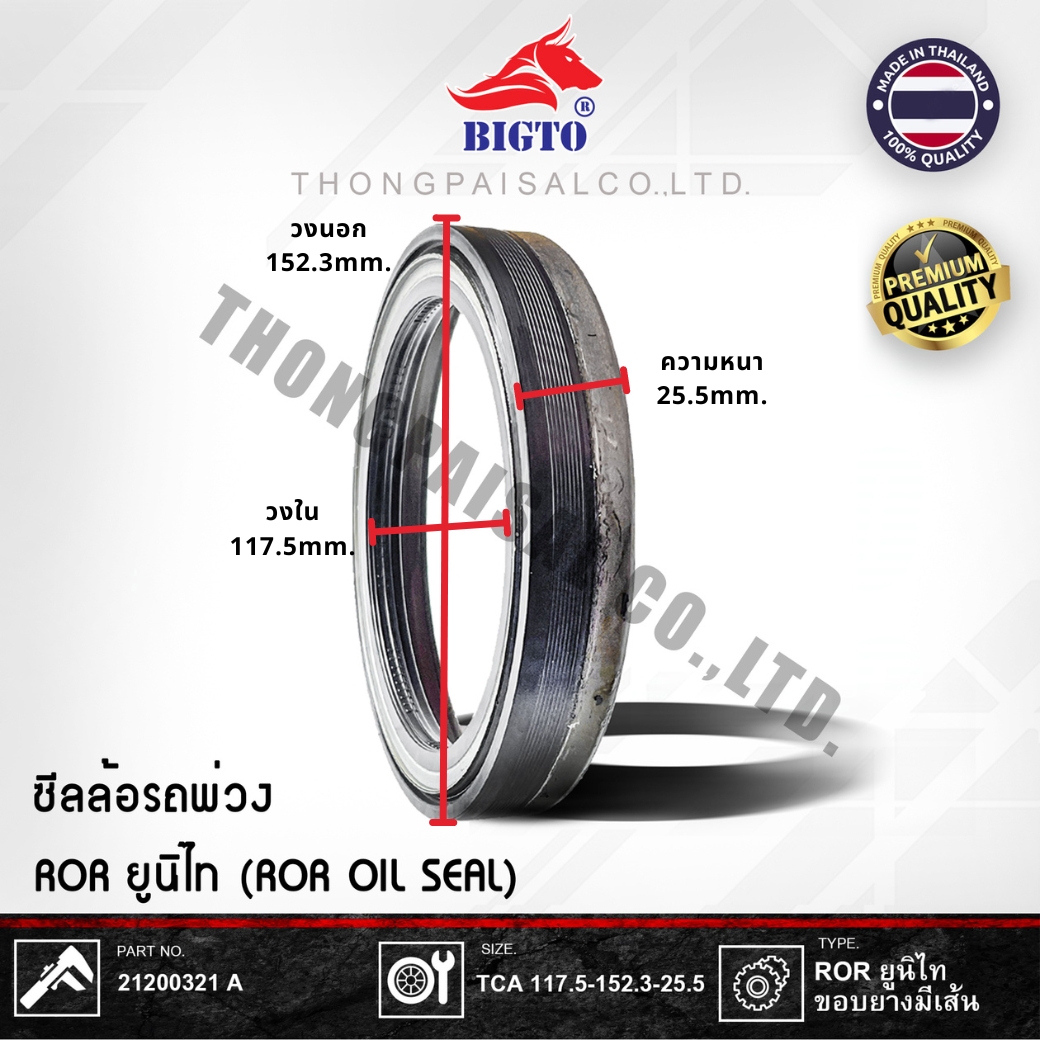 BIGTO®
THONGPAISALCO.,LTD.
MADE IN THAILAND
100% QUALITY
PREMIUM QUALITY
PREMIUM QUALITY
PREMIUM
QUALITY
วงนอก
152.3mm.
ความหนา
25.5mm.
วงใน
117.5mm.
THONG PAISAL CO.,LTD.
ซีลล้อรถพ่วง
ROR ยูนิไท (ROR OIL SEAL)
PART NO.
21200321 A
SIZE.
TCA 117.5-152.3-25.5
TYPE.
ROR ยูนิไท
ขอบยางมีเส้น